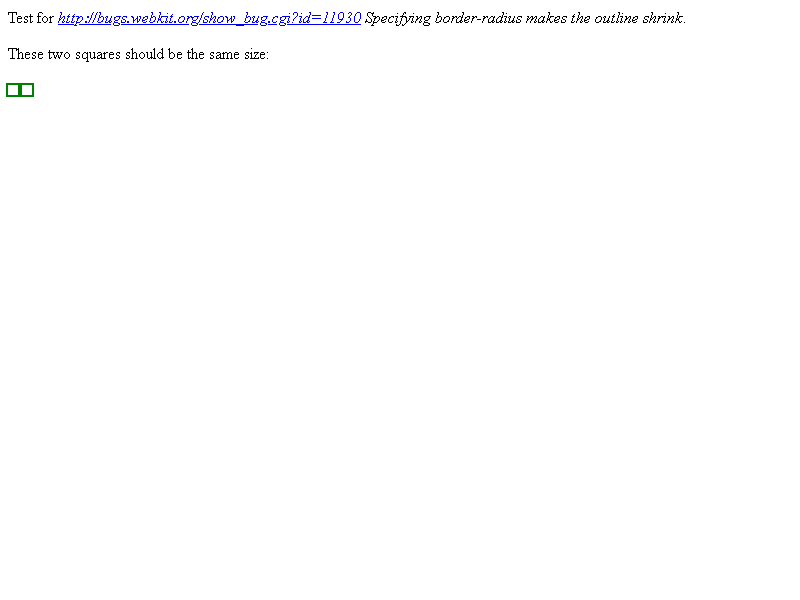 Test for http://bugs.webkit.org/show_bug.cgi?id=11930 Specifying border-radius makes the outline shrink.
These two squares should be the same size: